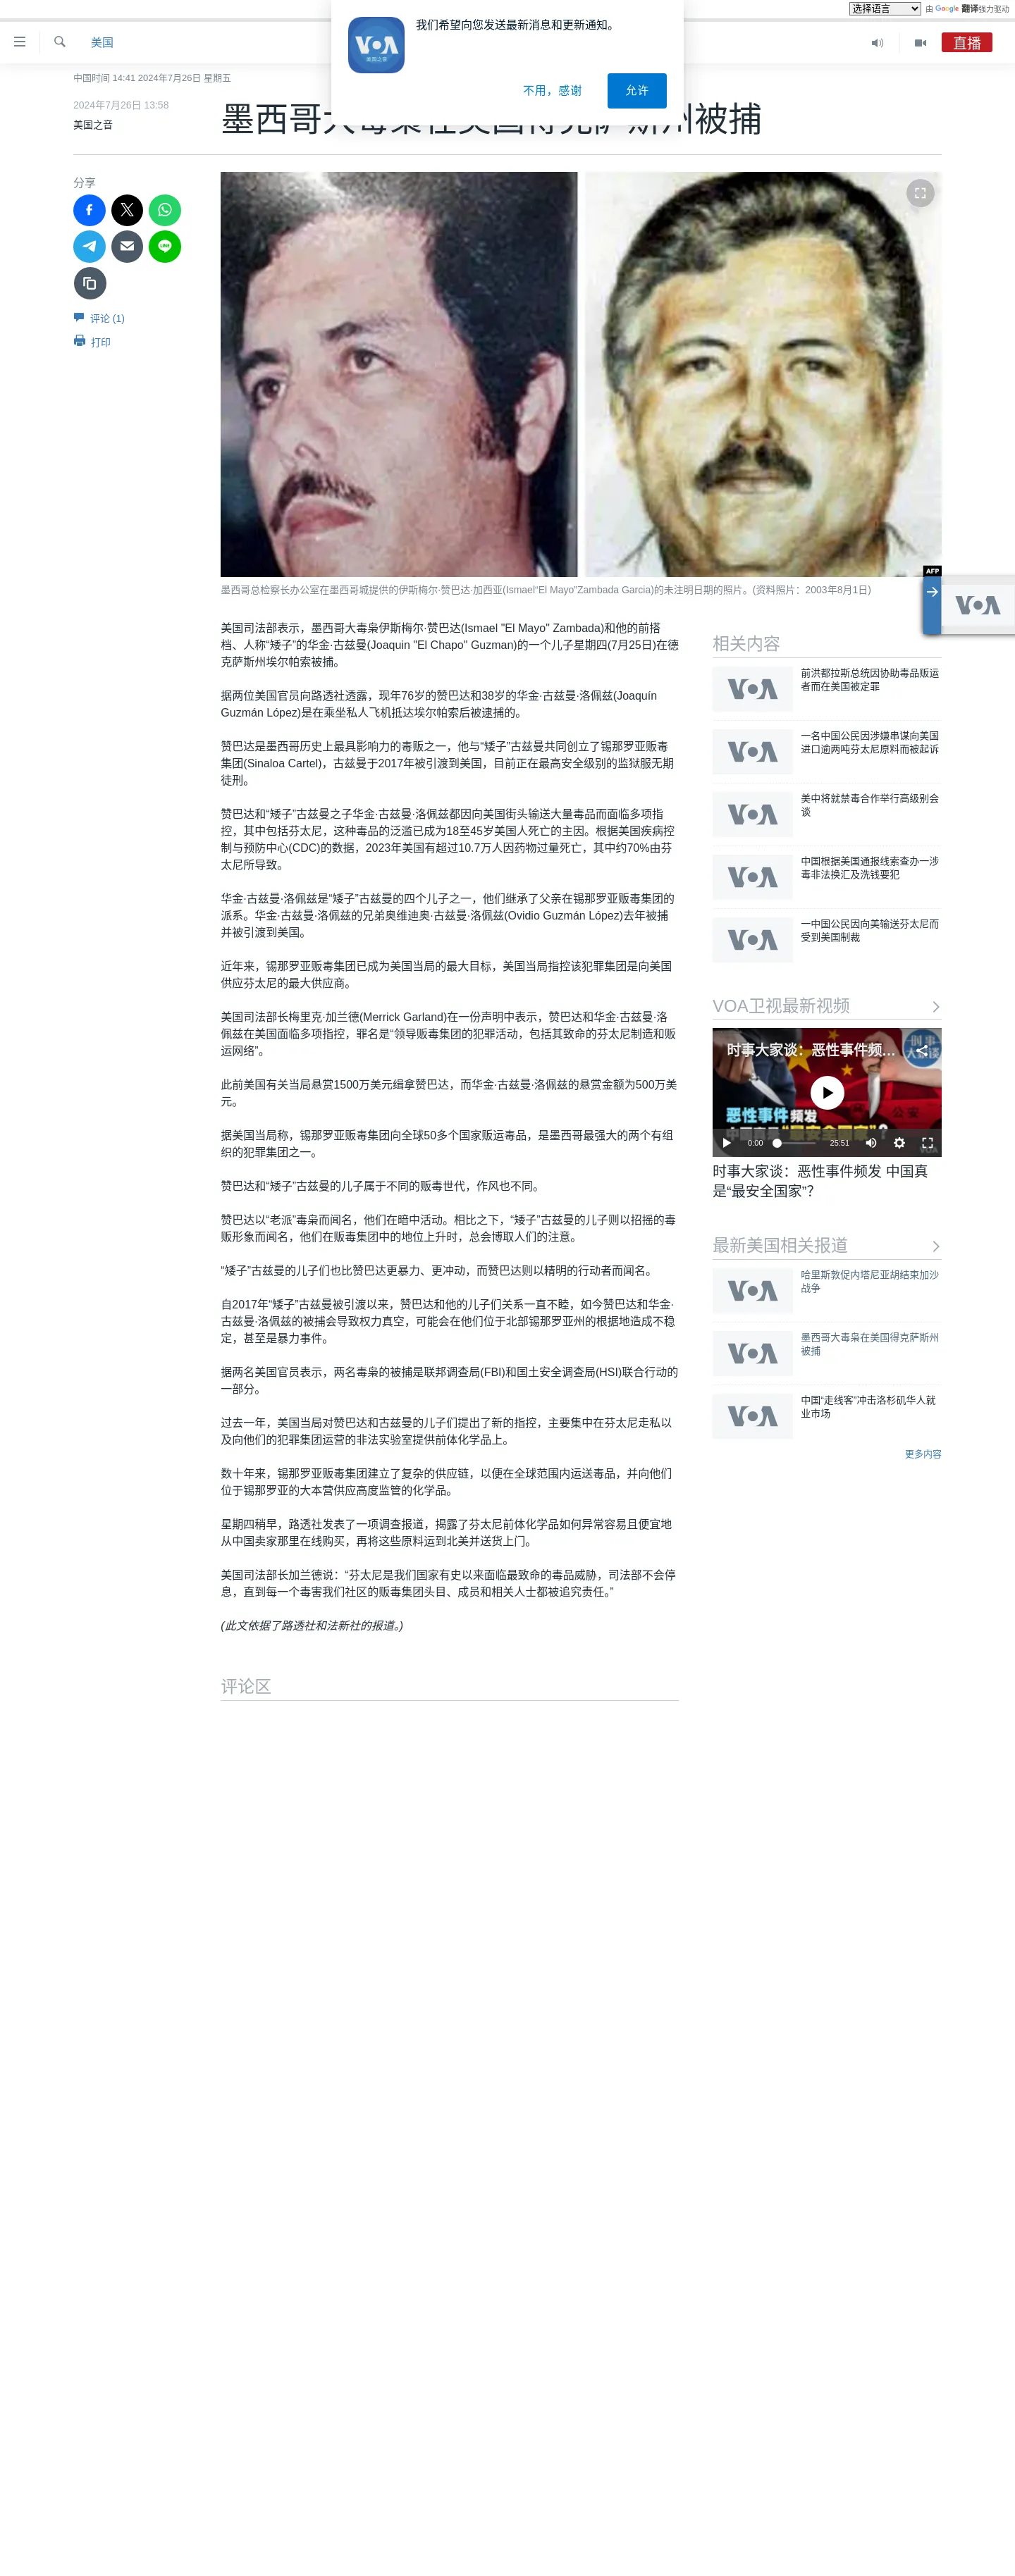 选择语言
由 Google 翻译强力驱动
美国
直播
我们希望向您发送最新消息和更新通知。
VOA
美国之音
不用，感谢
允许
中国时间 14:41 2024年7月26日 星期五
2024年7月26日 13:58
美国之音
墨西哥大毒枭在美国得克萨斯州被捕
分享
评论 (1)
打印
AFP
墨西哥总检察长办公室在墨西哥城提供的伊斯梅尔·赞巴达·加西亚(Ismael“El Mayo”Zambada Garcia)的未注明日期的照片。(资料照片：2003年8月1日)
VOA
美国司法部表示，墨西哥大毒枭伊斯梅尔·赞巴达(Ismael "El Mayo" Zambada)和他的前搭
档、人称“矮子”的华金·古兹曼(Joaquin "El Chapo" Guzman)的一个儿子星期四(7月25日)在德
克萨斯州埃尔帕索被捕。
据两位美国官员向路透社透露，现年76岁的赞巴达和38岁的华金·古兹曼·洛佩兹(Joaquín
Guzmán López)是在乘坐私人飞机抵达埃尔帕索后被逮捕的。
赞巴达是墨西哥历史上最具影响力的毒贩之一，他与“矮子”古兹曼共同创立了锡那罗亚贩毒
集团(Sinaloa Cartel)，古兹曼于2017年被引渡到美国，目前正在最高安全级别的监狱服无期
徒刑。
赞巴达和“矮子”古兹曼之子华金·古兹曼·洛佩兹都因向美国街头输送大量毒品而面临多项指
控，其中包括芬太尼，这种毒品的泛滥已成为18至45岁美国人死亡的主因。根据美国疾病控
制与预防中心(CDC)的数据，2023年美国有超过10.7万人因药物过量死亡，其中约70%由芬
太尼所导致。
华金·古兹曼·洛佩兹是“矮子”古兹曼的四个儿子之一，他们继承了父亲在锡那罗亚贩毒集团的
派系。华金·古兹曼·洛佩兹的兄弟奥维迪奥·古兹曼·洛佩兹(Ovidio Guzmán López)去年被捕
并被引渡到美国。
近年来，锡那罗亚贩毒集团已成为美国当局的最大目标，美国当局指控该犯罪集团是向美国
供应芬太尼的最大供应商。
美国司法部长梅里克·加兰德(Merrick Garland)在一份声明中表示，赞巴达和华金·古兹曼·洛
佩兹在美国面临多项指控，罪名是“领导贩毒集团的犯罪活动，包括其致命的芬太尼制造和贩
运网络”。
此前美国有关当局悬赏1500万美元缉拿赞巴达，而华金·古兹曼·洛佩兹的悬赏金额为500万美
元。
据美国当局称，锡那罗亚贩毒集团向全球50多个国家贩运毒品，是墨西哥最强大的两个有组
织的犯罪集团之一。
赞巴达和“矮子”古兹曼的儿子属于不同的贩毒世代，作风也不同。
赞巴达以“老派”毒枭而闻名，他们在暗中活动。相比之下，“矮子”古兹曼的儿子则以招摇的毒
贩形象而闻名，他们在贩毒集团中的地位上升时，总会博取人们的注意。
“矮子”古兹曼的儿子们也比赞巴达更暴力、更冲动，而赞巴达则以精明的行动者而闻名。
自2017年“矮子”古兹曼被引渡以来，赞巴达和他的儿子们关系一直不睦，如今赞巴达和华金·
古兹曼·洛佩兹的被捕会导致权力真空，可能会在他们位于北部锡那罗亚州的根据地造成不稳
定，甚至是暴力事件。
据两名美国官员表示，两名毒枭的被捕是联邦调查局(FBI)和国土安全调查局(HSI)联合行动的
一部分。
过去一年，美国当局对赞巴达和古兹曼的儿子们提出了新的指控，主要集中在芬太尼走私以
及向他们的犯罪集团运营的非法实验室提供前体化学品上。
数十年来，锡那罗亚贩毒集团建立了复杂的供应链，以便在全球范围内运送毒品，并向他们
位于锡那罗亚的大本营供应高度监管的化学品。
星期四稍早，路透社发表了一项调查报道，揭露了芬太尼前体化学品如何异常容易且便宜地
从中国卖家那里在线购买，再将这些原料运到北美并送货上门。
美国司法部长加兰德说：“芬太尼是我们国家有史以来面临最致命的毒品威胁，司法部不会停
息，直到每一个毒害我们社区的贩毒集团头目、成员和相关人士都被追究责任。”
(此文依据了路透社和法新社的报道。)
评论区
相关内容
VOA
前洪都拉斯总统因协助毒品贩运
者而在美国被定罪
VOA
一名中国公民因涉嫌串谋向美国
进口逾两吨芬太尼原料而被起诉
VOA
美中将就禁毒合作举行高级别会
谈
VOA
中国根据美国通报线索查办一涉
毒非法换汇及洗钱要犯
VOA
一中国公民因向美输送芬太尼而
受到美国制裁
VOA卫视最新视频
时事大家谈：恶性事件频...
恶性事件频发
0:00
25:51
时事大家谈：恶性事件频发 中国真
是“最安全国家”？
最新美国相关报道
VOA
哈里斯敦促内塔尼亚胡结束加沙
战争
VOA
墨西哥大毒枭在美国得克萨斯州
被捕
VOA
中国“走线客”冲击洛杉矶华人就
业市场
更多内容